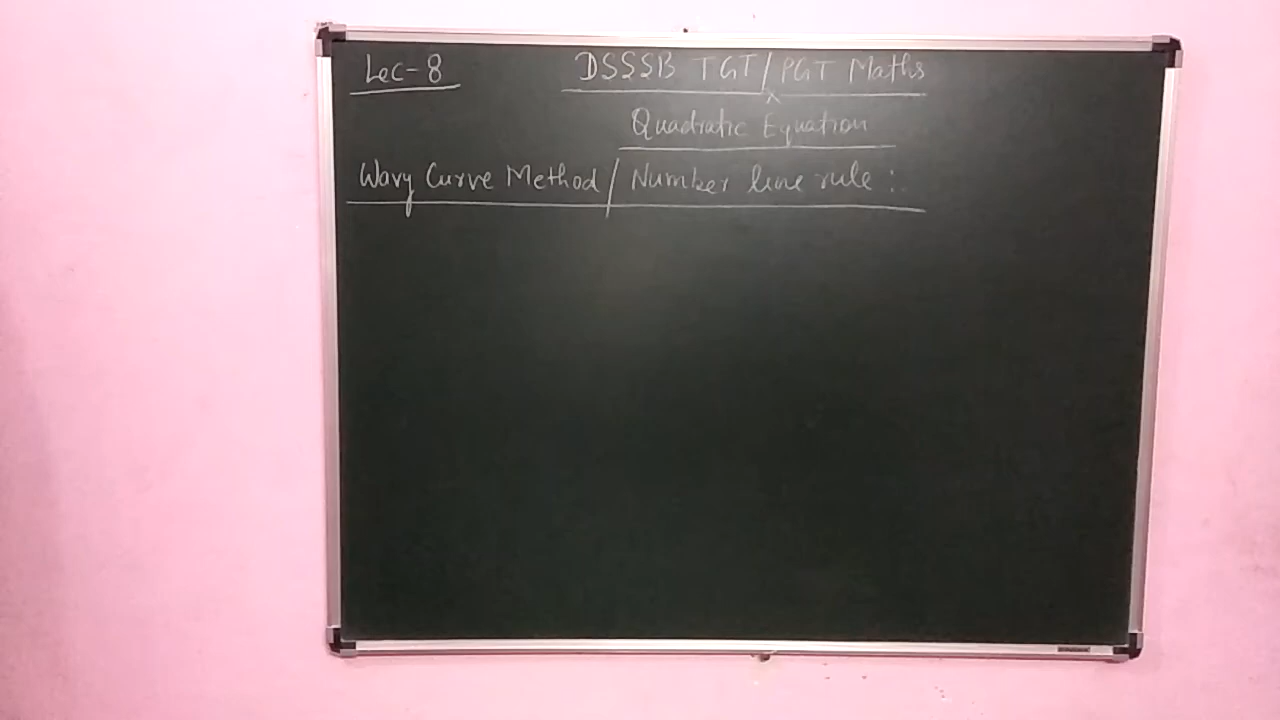 Lec-8 DSSSB TGT/PGT Maths
Quadratic Equation
Wavy Curve Method/Number line rule: